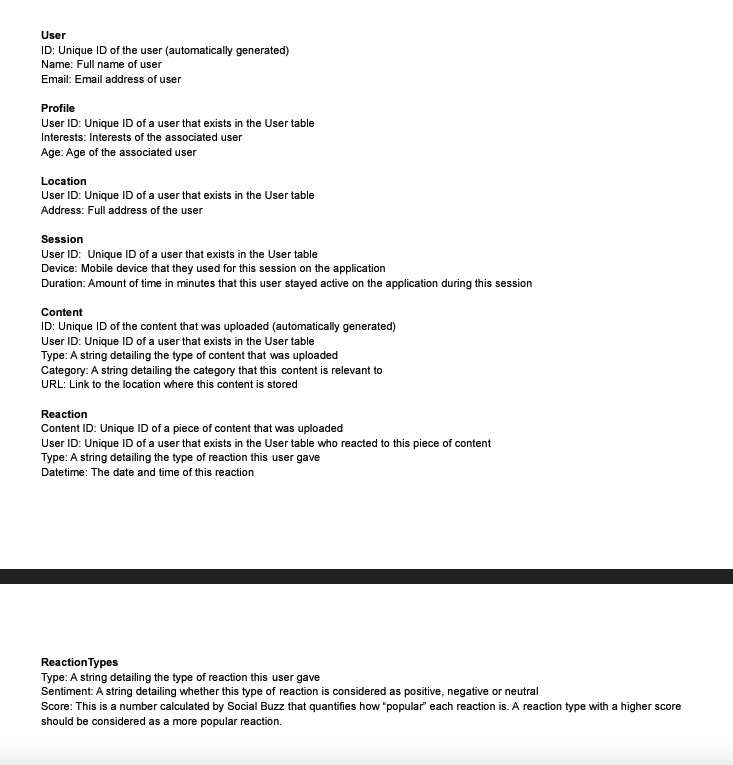 User
ID: Unique ID of the user (automatically generated)
Name: Full name of user
Email: Email address of user
Profile
User ID: Unique ID of a user that exists in the User table
Interests: Interests of the associated user
Age: Age of the associated user
Location
User ID: Unique ID of a user that exists in the User table
Address: Full address of the user
Session
User ID:  Unique ID of a user that exists in the User table
Device: Mobile device that they used for this session on the application
Duration: Amount of time in minutes that this user stayed active on the application during this session
Content
ID: Unique ID of the content that was uploaded (automatically generated)
User ID: Unique ID of a user that exists in the User table
Type: A string detailing the type of content that was uploaded
Category: A string detailing the category that this content is relevant to
URL: Link to the location where this content is stored
Reaction
Content ID: Unique ID of a piece of content that was uploaded
User ID: Unique ID of a user that exists in the User table who reacted to this piece of content
Type: A string detailing the type of reaction this user gave
Datetime: The date and time of this reaction
ReactionTypes
Type: A string detailing the type of reaction this user gave
Sentiment: A string detailing whether this type of reaction is considered as positive, negative or neutral
Score: This is a number calculated by Social Buzz that quantifies how “popular” each reaction is. A reaction type with a higher score
should be considered as a more popular reaction.